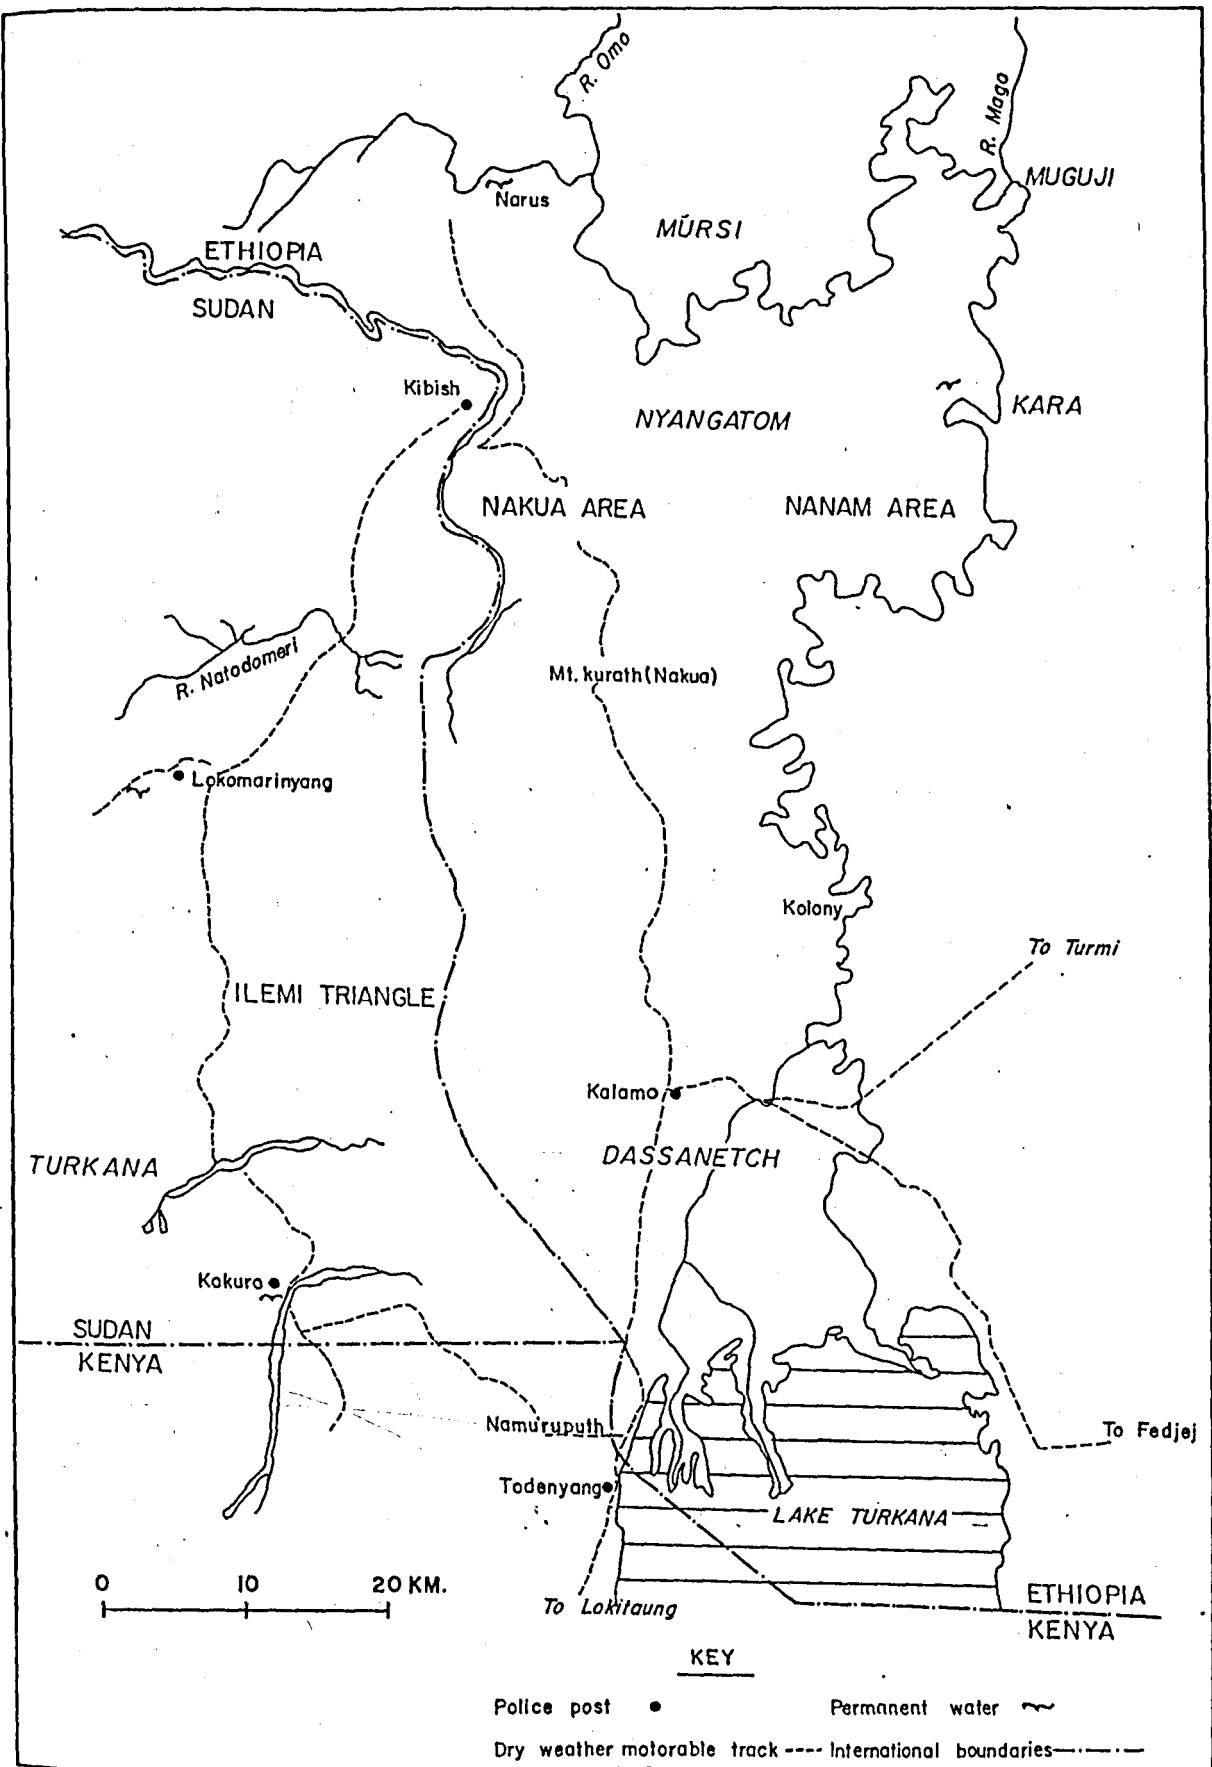 R. Omo
R. Mago
MUGUJI
Narus
MŪRSI
ETHIOPIA
SUDAN
Kibish
KARA
NYANGATOM
NAKUA AREA
NANAM AREA
R. Natodomeri
Mt. kurath (Nakua)
Lokomarinyang
Kolony
To Turmi
ILEMI TRIANGLE
Kalamo
DASSANETCH
TURKANA
Kokuro
SUDAN
KENYA
Namuruputh
To Fedjej
Todenyang
LAKE TURKANA
0 10 20 KM.
To Lokitaung
ETHIOPIA
KENYA
KEY
Police post Permanent water
Dry weather motorable track International boundaries